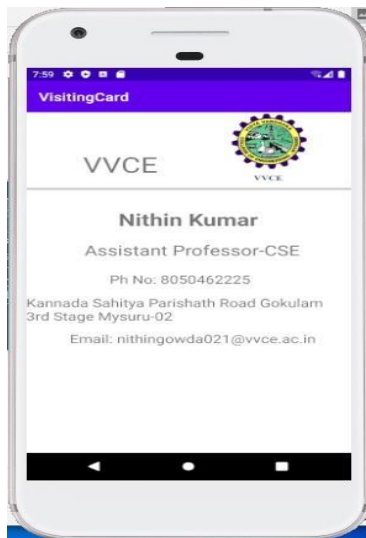 7:59
VisitingCard
VVCE
VVCE
Nithin Kumar
Assistant Professor-CSE
Ph No: 8050462225
Kannada Sahitya Parishath Road Gokulam
3rd Stage Mysuru-02
Email: nithingowda021@vvce.ac.in